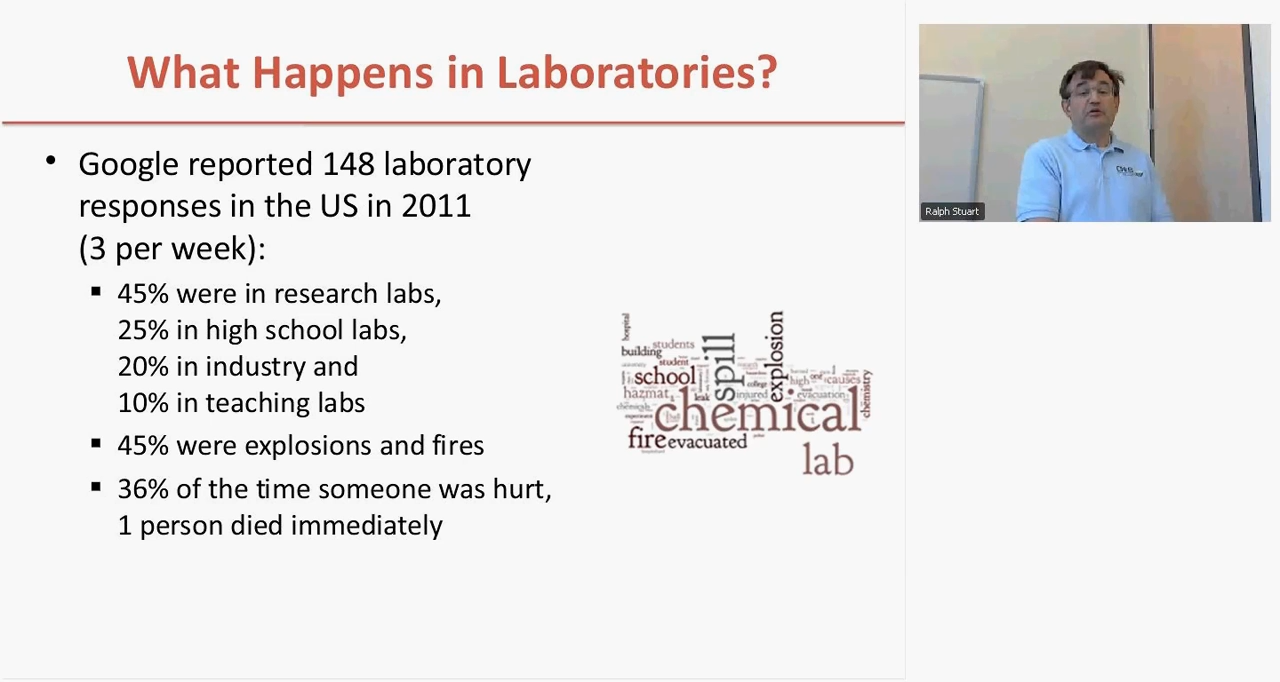 What Happens in Laboratories?
• Google reported 148 laboratory
responses in the US in 2011
(3 per week):
▪ 45% were in research labs,
25% in high school labs,
20% in industry and
10% in teaching labs
▪ 45% were explosions and fires
▪ 36% of the time someone was hurt,
1 person died immediately
hospital
students
building
student
school
spill
explosion
hazmat
leak
college
injured
high
one
causes
evacuation
chemicals
chemical
chemistry
fire
evacuated
lab
Ralph Stuart